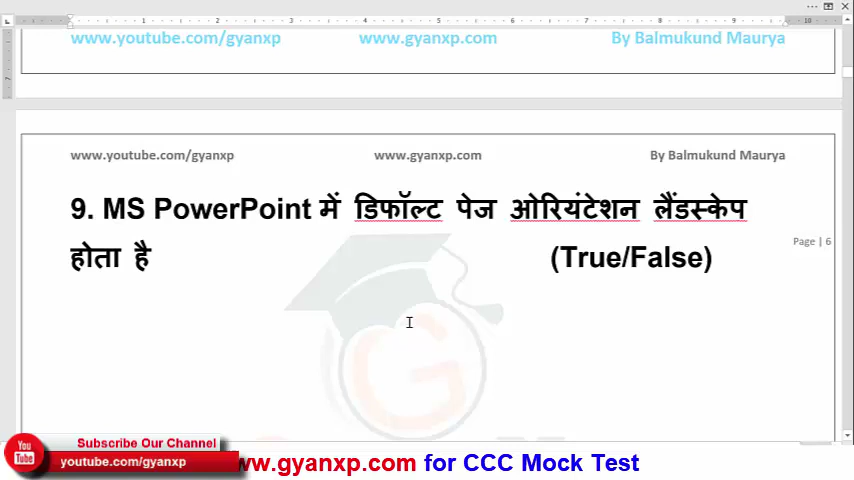 www.youtube.com/gyanxp www.gyanxp.com By Balmukund Maurya
www.youtube.com/gyanxp www.gyanxp.com By Balmukund Maurya
9. MS PowerPoint में डिफॉल्ट पेज ओरियंटेशन लैंडस्केप
Page | 6
होता है (True/False)
Subscribe Our Channel
You Tube youtube.com/gyanxp
ww.gyanxp.com for CCC Mock Test